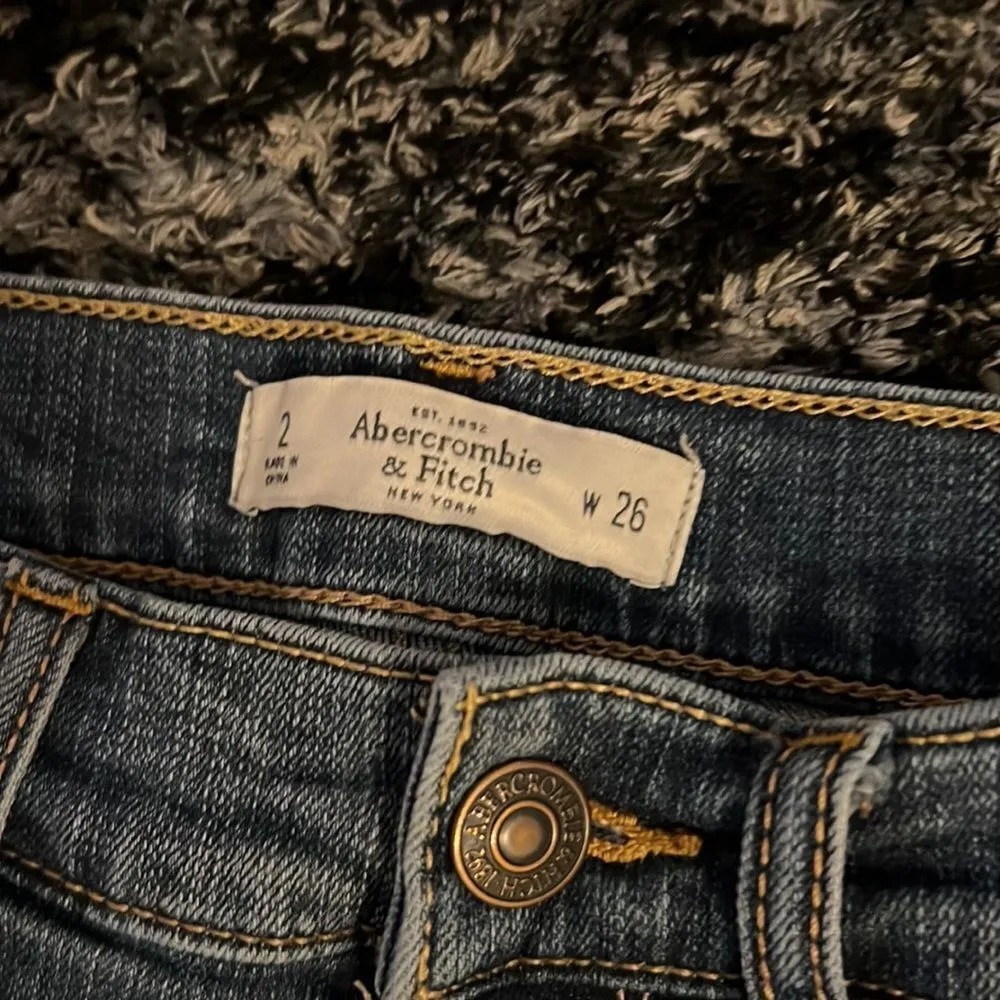 2
MADE IN
CHINA
EST. 1892
Abercrombie
& Fitch
NEW YORK
W 26
ABERCROMBIE & FITCH 1892